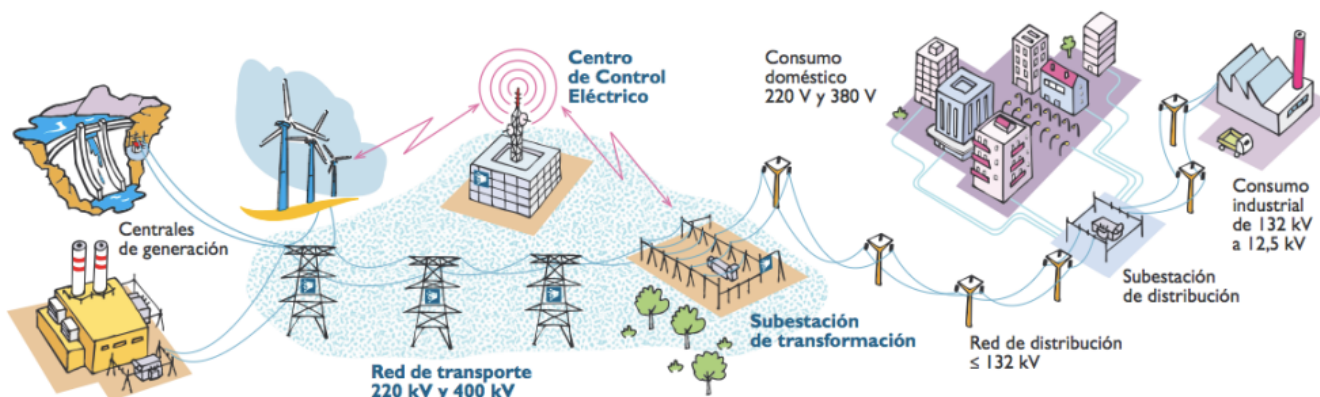 Centro
de Control
Eléctrico
Consumo
doméstico
220 V y 380 V
Centrales
de generación
Consumo
industrial
de 132 kV
a 12,5 kV
Subestación
de distribución
Subestación
de transformación
Red de distribución
≤ 132 kV
Red de transporte
220 kV y 400 kV